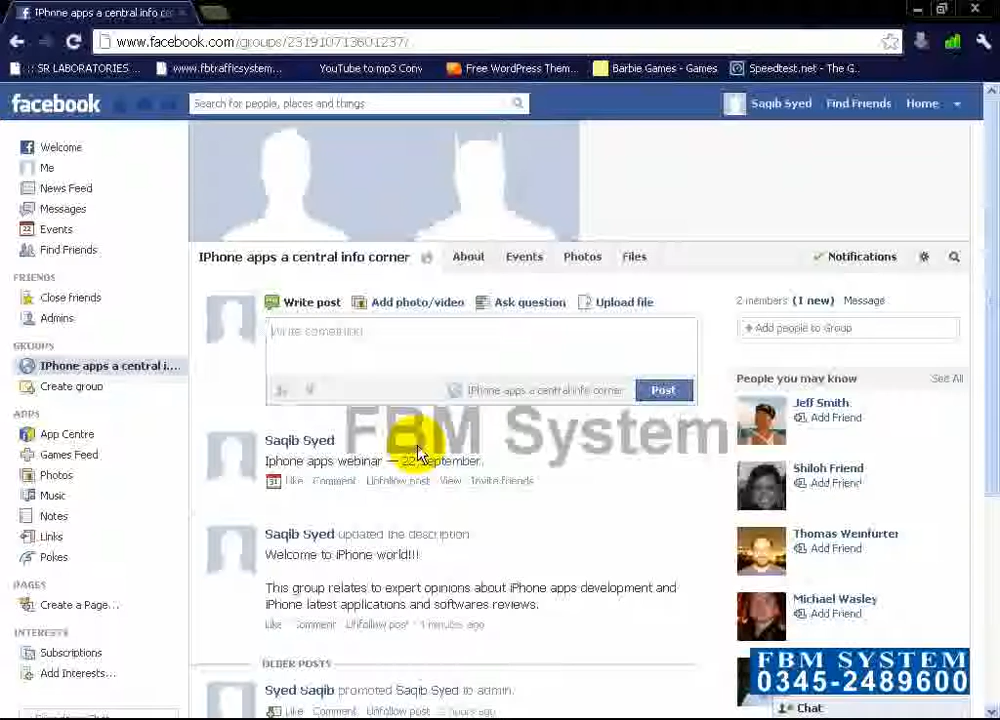 IPhone apps a central info cor
www.facebook.com/groups/231910713601237/
:: SR LABORATORIES ...
www.fbtrafficsystem...
YouTube to mp3 Conv
Free WordPress Them...
Barbie Games - Games
Speedtest.net - The G...
facebook
Search for people, places and things
Saqib Syed
Find Friends
Home
Welcome
Me
News Feed
Messages
Events
Find Friends
FRIENDS
Close friends
Admins
GROUPS
IPhone apps a central i....
Create group
APPS
App Centre
Games Feed
Photos
Music
Notes
Links
Pokes
PAGES
Create a Page...
INTERESTS
Subscriptions
Add Interests...
IPhone apps a central info corner
About
Events
Photos
Files
Notifications
Write post
Add photo/video
Ask question
Upload file
Write something...
IPhone apps a central info corner
Post
FBM System
Saqib Syed
Iphone apps webinar — 22 September.
31
Like Comment Unfollow post View Invite friends
Saqib Syed updated the description
Welcome to iPhone world!!!
This group relates to expert opinions about iPhone apps development and
iPhone latest applications and softwares reviews.
Like Comment Unfollow post
OLDER POSTS
Syed Saqib promoted Saqib Syed to admin.
Like Comment Unfollow post
2 members (1 new) Message
+ Add people to Group
People you may know
See All
Jeff Smith
Add Friend
Shiloh Friend
Add Friend
Thomas Weinfurter
Add Friend
Michael Wasley
Add Friend
FBM SYSTEM
0345-2489600
Chat